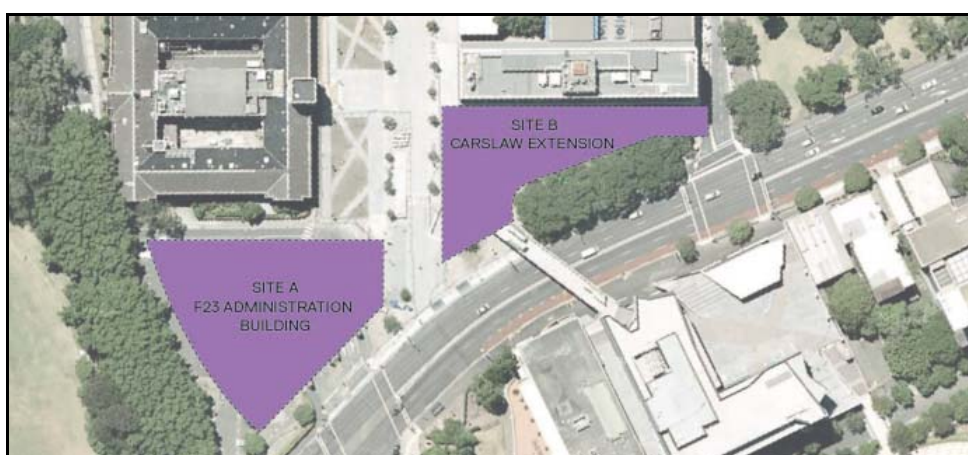 SITE A
F23 ADMINISTRATION
BUILDING
SITE B
CARSLAW EXTENSION